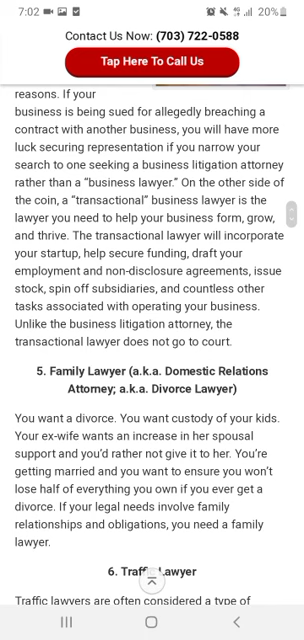 7:02
20%
Contact Us Now: (703) 722-0588
Tap Here To Call Us
reasons. If your
business is being sued for allegedly breaching a
contract with another business, you will have more
luck securing representation if you narrow your
search to one seeking a business litigation attorney
rather than a “business lawyer.” On the other side of
the coin, a “transactional” business lawyer is the
lawyer you need to help your business form, grow,
and thrive. The transactional lawyer will incorporate
your startup, help secure funding, draft your
employment and non-disclosure agreements, issue
stock, spin off subsidiaries, and countless other
tasks associated with operating your business.
Unlike the business litigation attorney, the
transactional lawyer does not go to court.
5. Family Lawyer (a.k.a. Domestic Relations
Attorney; a.k.a. Divorce Lawyer)
You want a divorce. You want custody of your kids.
Your ex-wife wants an increase in her spousal
support and you’d rather not give it to her. You’re
getting married and you want to ensure you won’t
lose half of everything you own if you ever get a
divorce. If your legal needs involve family
relationships and obligations, you need a family
lawyer.
6. Traffic Lawyer
Traffic lawyers are often considered a type of